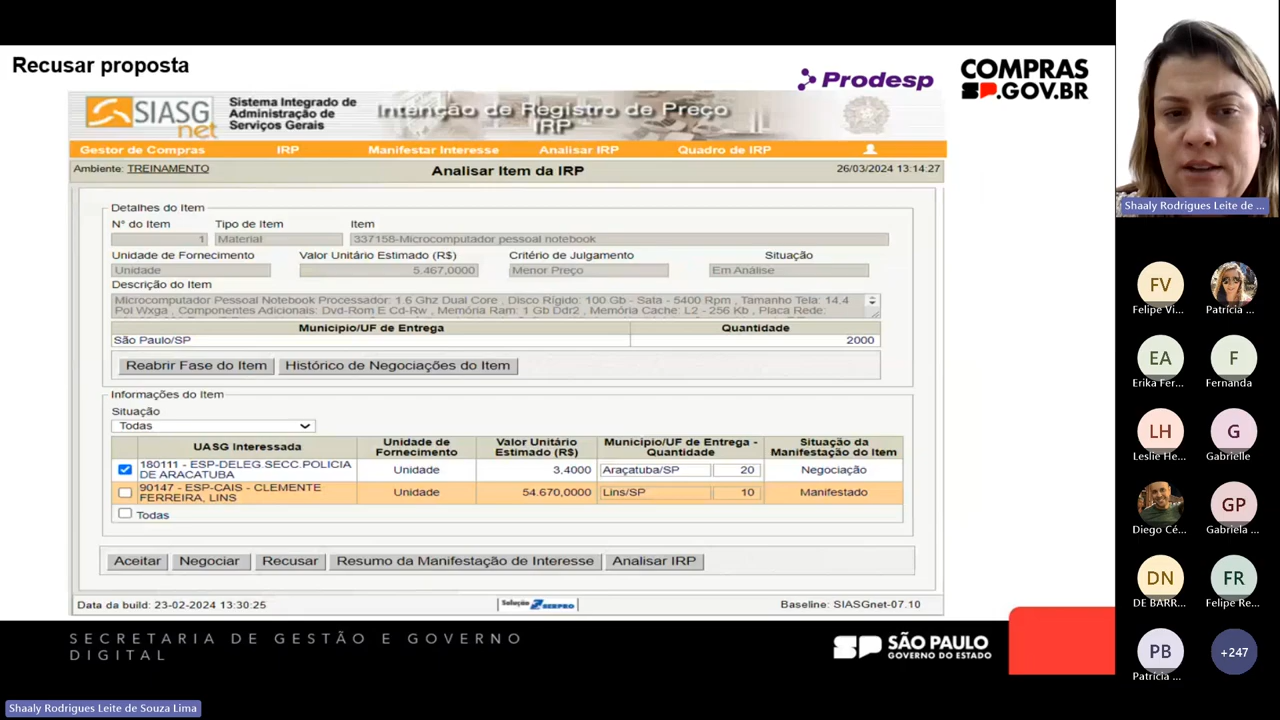 Recusar proposta
Prodesp
COMPRAS
SP.GOV.BR
SIASG
net
Sistema Integrado de
Administração de
Serviços Gerais
Intenção de Registro de Preço
IRP
Gestor de Compras IRP Manifestar Interesse Analisar IRP Quadro de IRP
Ambiente: TREINAMENTO Analisar Item da IRP 26/03/2024 13:14:27
Detalhes do Item
N° do Item Tipo de Item Item
1 Material 337158-Microcomputador pessoal notebook
Unidade de Fornecimento Valor Unitário Estimado (R$) Critério de Julgamento Situação
Unidade 5.467,0000 Menor Preço Em Análise
Descrição do Item
Microcomputador Pessoal Notebook Processador: 1.6 Ghz Dual Core , Disco Rígido: 100 Gb - Sata - 5400 Rpm , Tamanho Tela: 14.4
Pol Wxga , Componentes Adicionais: Dvd-Rom E Cd-Rw , Memória Ram: 1 Gb Ddr2 , Memória Cache: L2 - 256 Kb , Placa Rede:
Município/UF de Entrega Quantidade
São Paulo/SP 2000
Reabrir Fase do Item Histórico de Negociações do Item
Informações do Item
Situação
Todas
UASG Interessada Unidade de Fornecimento Valor Unitário Estimado (R$) Município/UF de Entrega - Quantidade Situação da Manifestação do Item
180111 - ESP-DELEG.SECC.POLICIA
DE ARACATUBA Unidade 3,4000 Araçatuba/SP 20 Negociação
90147 - ESP-CAIS - CLEMENTE
FERREIRA, LINS Unidade 54.670,0000 Lins/SP 10 Manifestado
Todas
Aceitar Negociar Recusar Resumo da Manifestação de Interesse Analisar IRP
Data da build: 23-02-2024 13:30:25 Solução SERPRO Baseline: SIASGnet-07.10
SECRETARIA DE GESTÃO E GOVERNO
DIGITAL
SP SÃO PAULO
GOVERNO DO ESTADO
Shaaly Rodrigues Leite de Souza Lima
Shaaly Rodrigues Leite de ...
FV
Felipe Vi... Patrícia ...
EA F
Erika Fer... Fernanda
LH G
Leslie He... Gabrielle
GP
Diego Cé... Gabriela ...
DN FR
DE BARR... Felipe Re...
PB +247
Patrícia ...